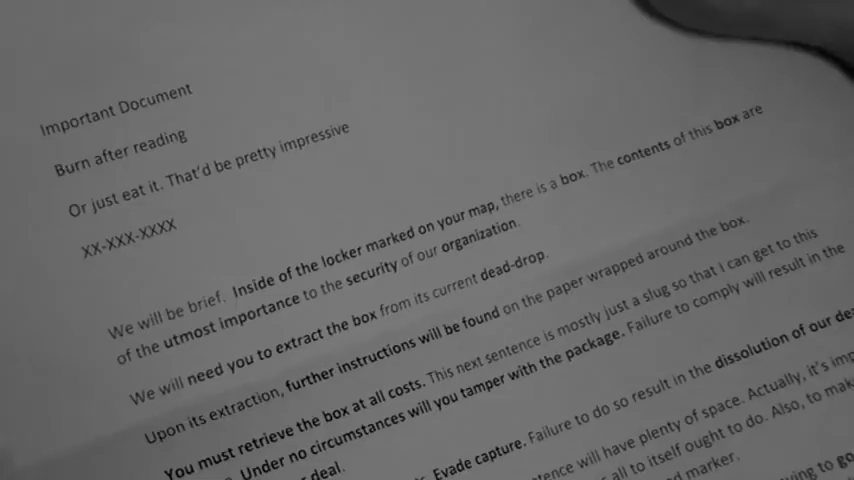 Important Document
Burn after reading
Or just eat it. That'd be pretty impressive
XX-XXX-XXXX
We will be brief. Inside of the locker marked on your map, there is a box. The contents of this box are
of the utmost importance to the security of our organization.
We will need you to extract the box from its current dead-drop.
Upon its extraction, further instructions will be found on the paper wrapped around the box.
You must retrieve the box at all costs. This next sentence is mostly just a slug so that I can get to this
Under no circumstances will you tamper with the package. Failure to comply will result in the
deal.
Evade capture. Failure to do so result in the dissolution of our
will have plenty of space. Actually, it's
all to itself ought to do. Also, to
marker.
to